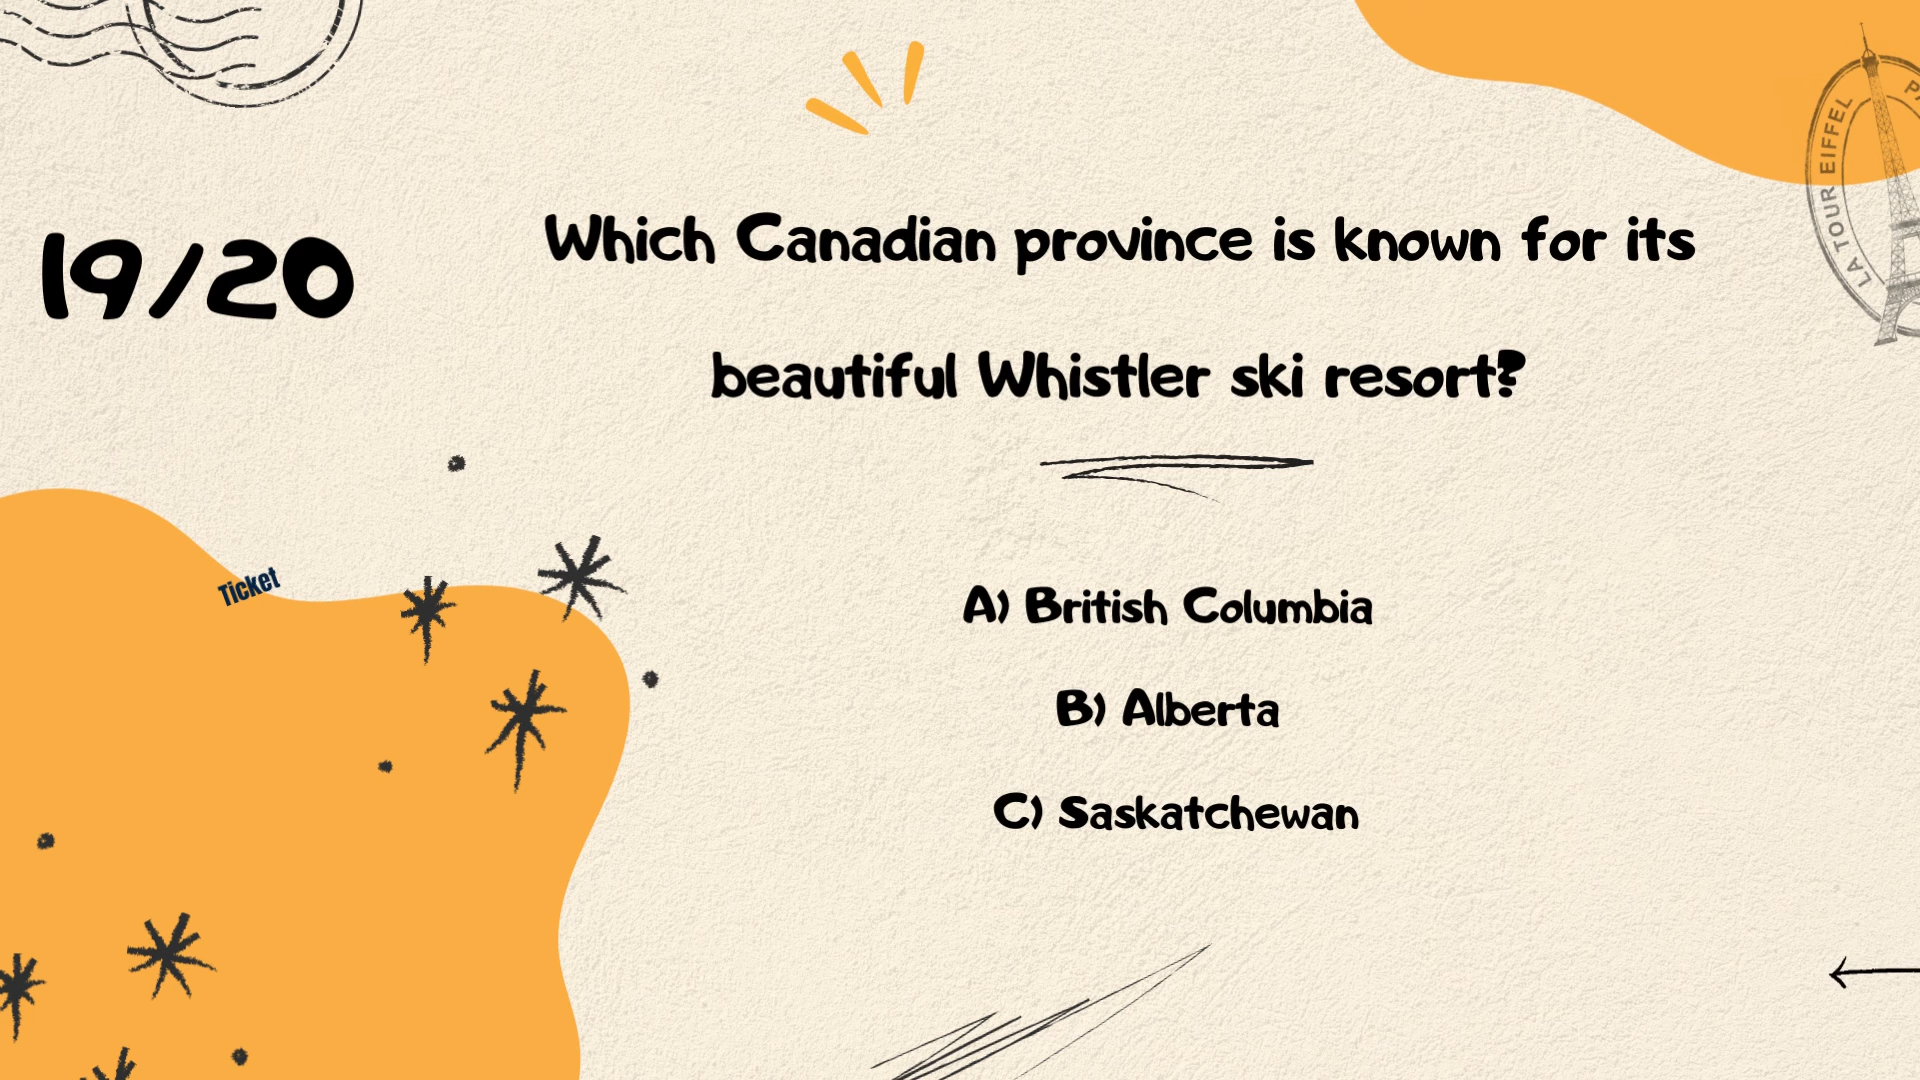 19/20
Which Canadian province is known for its
beautiful Whistler ski resort?
A) British Columbia
B) Alberta
C) Saskatchewan
Ticket
LA TOUR EIFFEL